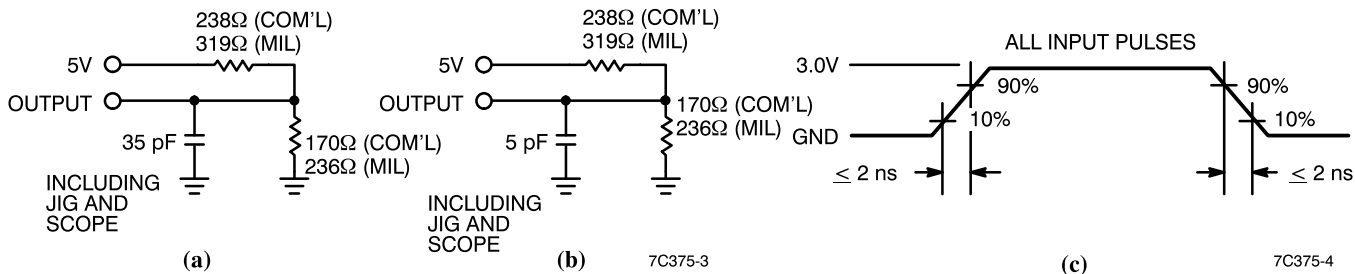 238Ω (COM'L)
319Ω (MIL)
5V
OUTPUT
35 pF
170Ω (COM'L)
236Ω (MIL)
INCLUDING
JIG AND
SCOPE
(a)
238Ω (COM'L)
319Ω (MIL)
5V
OUTPUT
170Ω (COM'L)
236Ω (MIL)
5 pF
INCLUDING
JIG AND
SCOPE
(b)
7C375-3
ALL INPUT PULSES
3.0V
90%
90%
10%
10%
GND
≤ 2 ns
≤ 2 ns
(c)
7C375-4